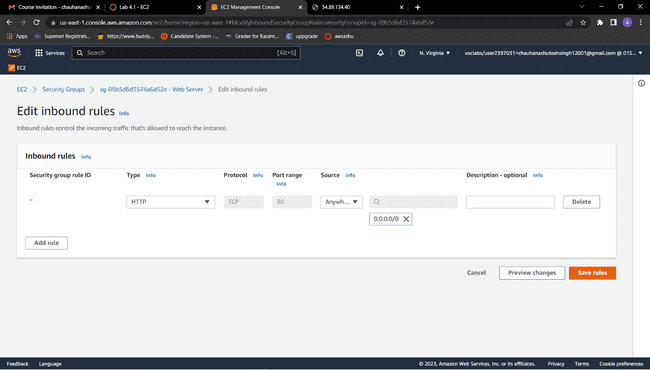 Course Invitation - chauhanashu
Lab 4.1 - EC2
EC2 Management Console
54.89.134.40
us-east-1.console.aws.amazon.com/ec2/home?region=us-east-1#ModifyInboundSecurityGroupRules:securityGroupId=sg-09b5d6d3574a6d52e
Apps
Superset Registrati...
https://www.buddy...
Candidate System -...
Grades for Basant...
upgrade
awsashu
aws
Services
Search
[Alt+S]
N. Virginia
voclabs/user2397051=chauhanashutoshsingh12001@gmail.com @ 015...
EC2
EC2 > Security Groups > sg-09b5d6d3574a6d52e - Web Server > Edit inbound rules
Edit inbound rules Info
Inbound rules control the incoming traffic that's allowed to reach the instance.
Inbound rules Info
Security group rule ID
Type Info
Protocol Info
Port range Info
Source Info
Description - optional Info
-
HTTP
TCP
80
Anywh...
Delete
0.0.0.0/0
Add rule
Cancel
Preview changes
Save rules
Feedback
Language
© 2023, Amazon Web Services, Inc. or its affiliates.
Privacy
Terms
Cookie preferences